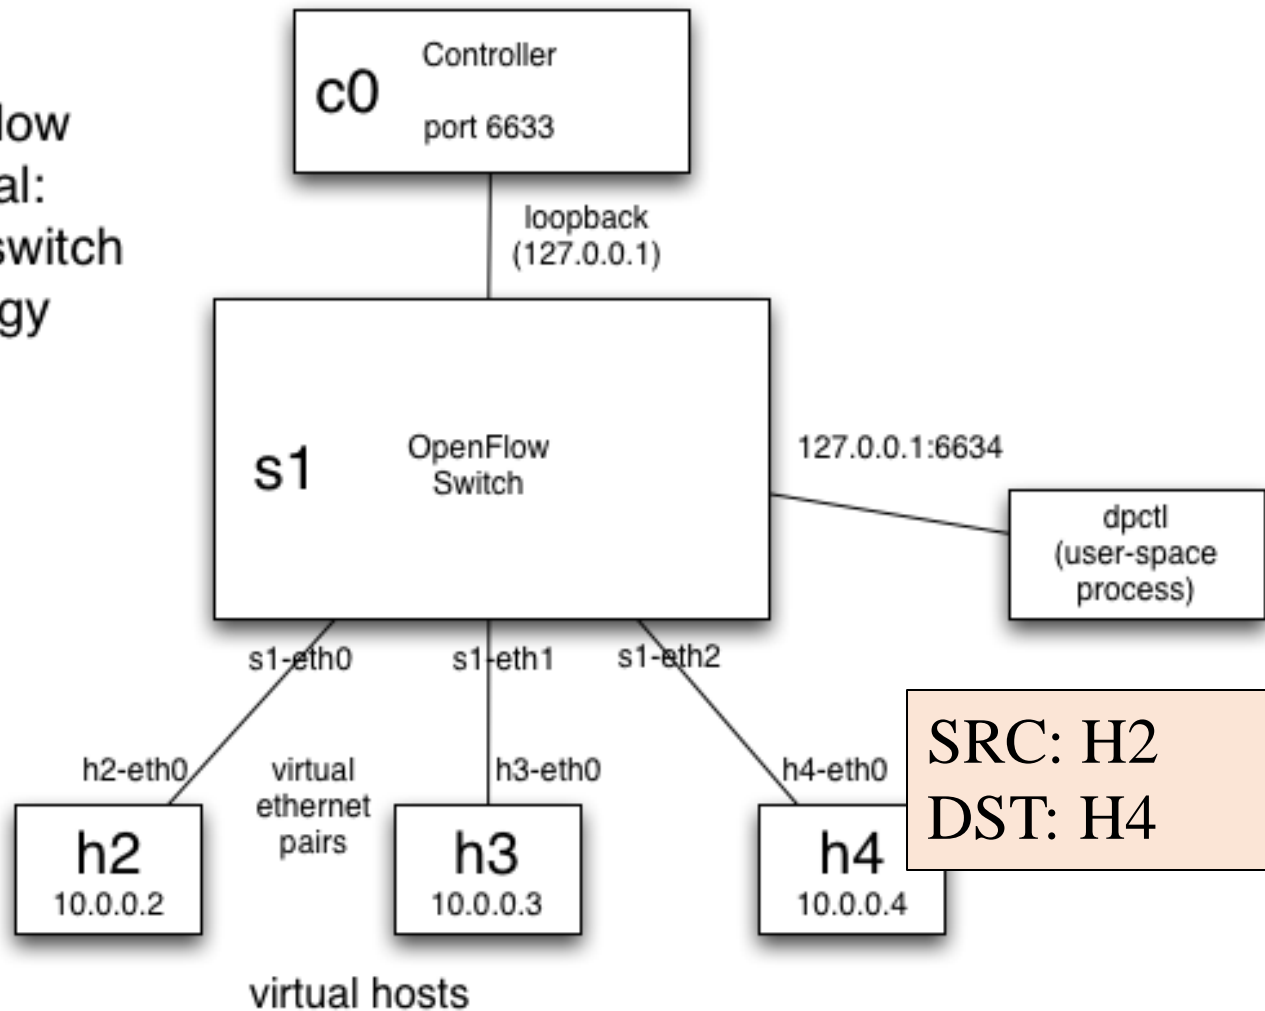 c0
Controller
port 6633
low
al:
switch
gy
loopback
(127.0.0.1)
s1
OpenFlow
Switch
127.0.0.1:6634
dpctl
(user-space
process)
s1-eth0
s1-eth1
s1-eth2
h2-eth0
virtual
ethernet
pairs
h3-eth0
h4-eth0
SRC: H2
DST: H4
h2
10.0.0.2
h3
10.0.0.3
h4
10.0.0.4
virtual hosts